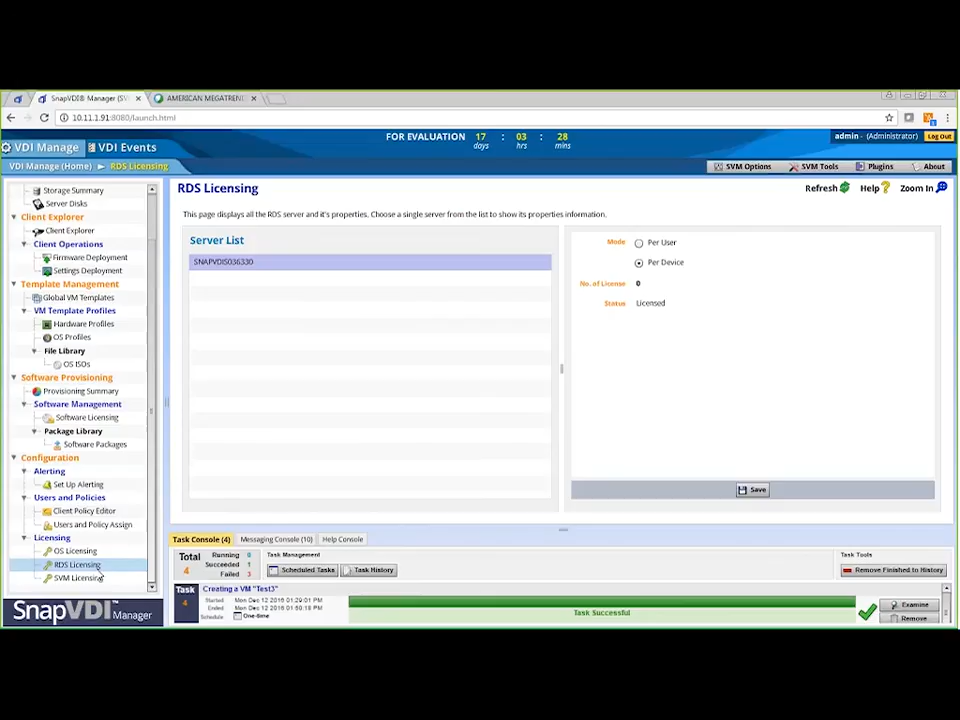 SnapVDI® Manager (SV
AMERICAN MEGATREN
10.11.1.91:8080/launch.html
FOR EVALUATION 17 : 03 : 28
days hrs mins
admin - (Administrator) Log Out
VDI Manage VDI Events
VDI Manage (Home) RDS Licensing
SVM Options SVM Tools Plugins About
Storage Summary
Server Disks
Client Explorer
Client Explorer
Client Operations
Firmware Deployment
Settings Deployment
Template Management
Global VM Templates
VM Template Profiles
Hardware Profiles
OS Profiles
File Library
OS ISOs
Software Provisioning
Provisioning Summary
Software Management
Software Licensing
Package Library
Software Packages
Configuration
Alerting
Set Up Alerting
Users and Policies
Client Policy Editor
Users and Policy Assign
Licensing
OS Licensing
RDS Licensing
SVM Licensing
SnapVDI™ Manager
RDS Licensing
Refresh Help Zoom In
This page displays all the RDS server and it's properties. Choose a single server from the list to show its properties information.
Server List
SNAPVDIS036330
Mode Per User
Per Device
No. of License 0
Status Licensed
Save
Task Console (4) Messaging Console (10) Help Console
Total 4
Running 0
Succeeded 1
Failed 3
Task Management
Scheduled Tasks Task History
Task Tools
Remove Finished to History
Task 4
Creating a VM "Test3"
Started Mon Dec 12 2016 01:29:01 PM
Ended Mon Dec 12 2016 01:50:18 PM
Schedule One-time
Task Successful
Examine
Remove